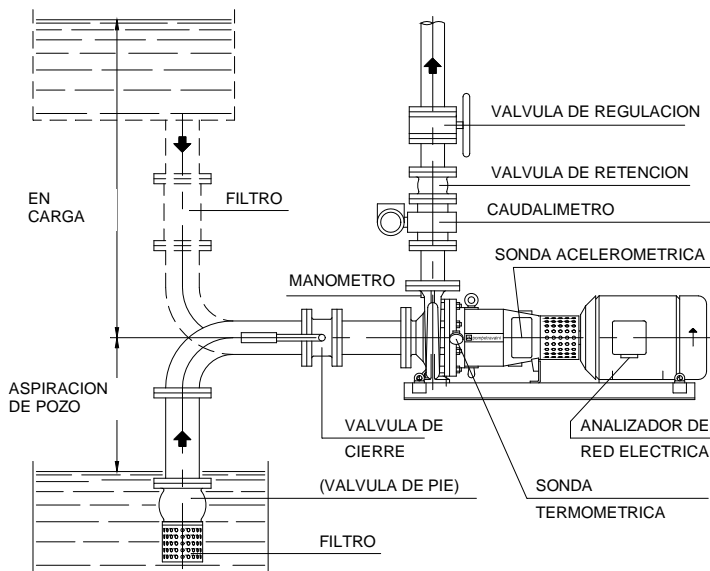 VALVULA DE REGULACION
VALVULA DE RETENCION
EN
CARGA
FILTRO
CAUDALIMETRO
SONDA ACELEROMETRICA
MANOMETRO
ASPIRACION
DE POZO
VALVULA DE
CIERRE
ANALIZADOR DE
RED ELECTRICA
(VALVULA DE PIE)
SONDA
TERMOMETRICA
FILTRO